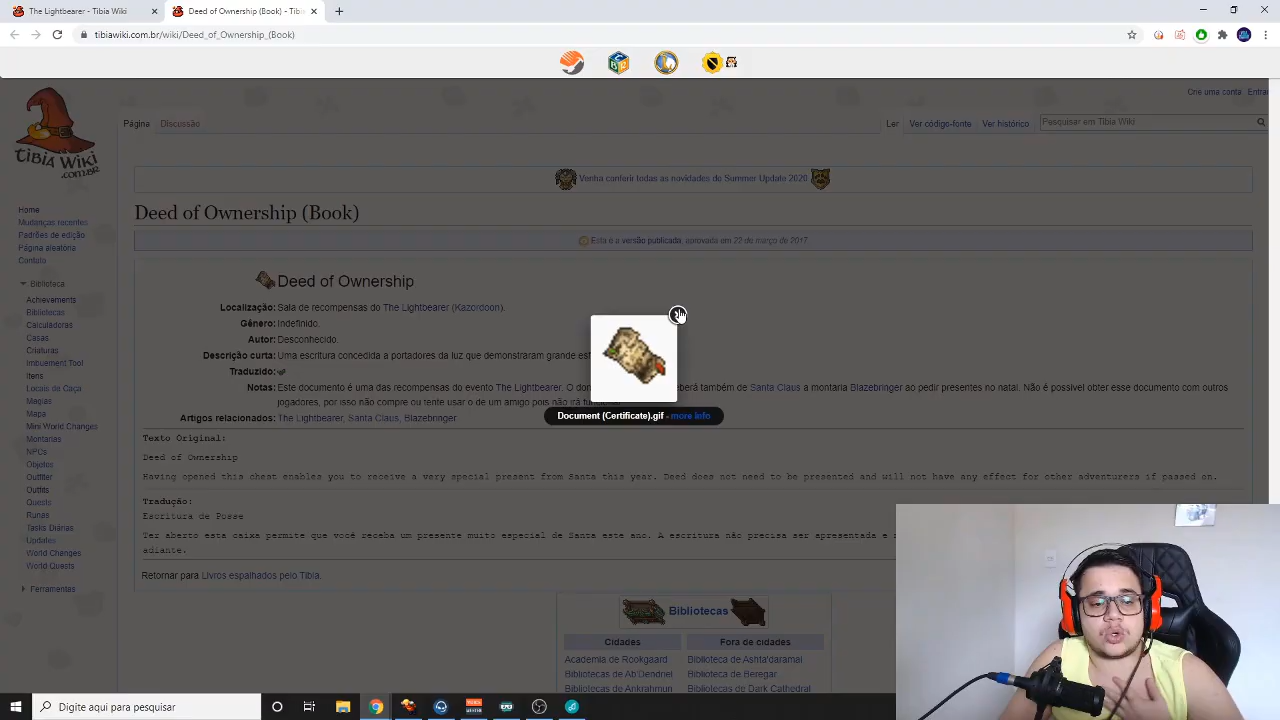 The Lightbearer - Tibia Wiki
Deed of Ownership (Book) - Tibi
tibiawiki.com.br/wiki/Deed_of_Ownership_(Book)
Crie uma conta Entrar
Página Discussão
Ler Ver código-fonte Ver histórico Pesquisar em Tibia Wiki
TIBIA WIKI
.COM.BR
Venha conferir todas as novidades do Summer Update 2020
Home
Mudanças recentes
Padrões de edição
Página aleatória
Contato
Biblioteca
Achievements
Bibliotecas
Calculadoras
Casas
Criaturas
Imbuement Tool
Itens
Locais de Caça
Magias
Mapa
Mini World Changes
Montarias
NPCs
Objetos
Outfiter
Outfits
Quests
Runas
Tasks Diárias
Updates
World Changes
World Quests
Ferramentas
Deed of Ownership (Book)
Esta é a versão publicada, aprovada em 22 de março de 2017.
Deed of Ownership
Localização: Sala de recompensas do The Lightbearer (Kazordoon).
Gênero: Indefinido.
Autor: Desconhecido.
Descrição curta: Uma escritura concedida a portadores da luz que demonstraram grande es
Traduzido:
Notas: Este documento é uma das recompensas do evento The Lightbearer. O don
eberá também de Santa Claus a montaria Blazebringer ao pedir presentes no natal. Não é possível obter esse documento com outros
jogadores, por isso não compre ou tente usar o de um amigo pois não irá fun
Artigos relacionados: The Lightbearer, Santa Claus, Blazebringer.
Document (Certificate).gif - more info
Texto Original:
Deed of Ownership
Having opened this chest enables you to receive a very special present from Santa this year. Deed does not need to be presented and will not have any effect for other adventurers if passed on.
Tradução:
Escritura de Posse
Ter aberto esta caixa permite que você receba um presente muito especial de Santa este ano. A escritura não precisa ser apresentada e
adiante.
Retornar para Livros espalhados pelo Tibia.
Bibliotecas
Cidades Fora de cidades
Academia de Rookgaard Biblioteca de Ashta'daramai
Bibliotecas de Ab'Dendriel Biblioteca de Beregar
Bibliotecas de Ankrahmun Biblioteca de Dark Cathedral
Digite aqui para pesquisar